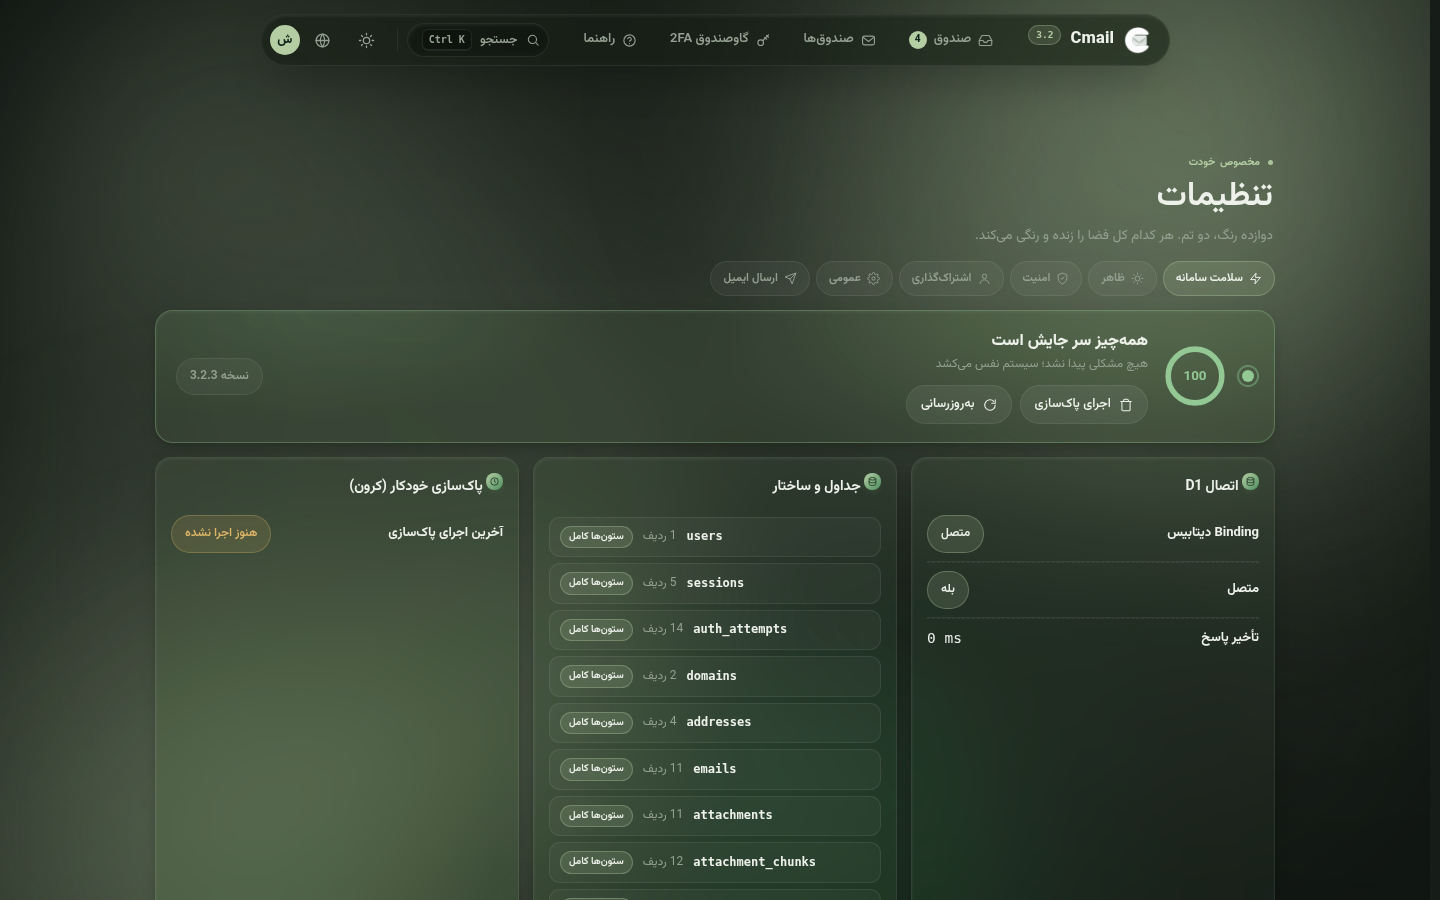 Cmail 3.2 صندوق 4 صندوق‌ها گاوصندوق 2FA راهنما جستجو Ctrl K ش
مخصوص خودت
تنظیمات
دوازده رنگ، دو تم. هر کدام کل فضا را زنده و رنگی می‌کند.
سلامت سامانه ظاهر امنیت اشتراک‌گذاری عمومی ارسال ایمیل
همه‌چیز سر جایش است
100
هیچ مشکلی پیدا نشد؛ سیستم نفس می‌کشد
اجرای پاک‌سازی به‌روزرسانی
نسخه 3.2.3
اتصال D1
Binding دیتابیس متصل
متصل بله
تأخیر پاسخ 0 ms
جداول و ساختار
users 1 ردیف ستون‌ها کامل
sessions 5 ردیف ستون‌ها کامل
auth_attempts 14 ردیف ستون‌ها کامل
domains 2 ردیف ستون‌ها کامل
addresses 4 ردیف ستون‌ها کامل
emails 11 ردیف ستون‌ها کامل
attachments 11 ردیف ستون‌ها کامل
attachment_chunks 12 ردیف ستون‌ها کامل
پاک‌سازی خودکار (کرون)
آخرین اجرای پاک‌سازی هنوز اجرا نشده